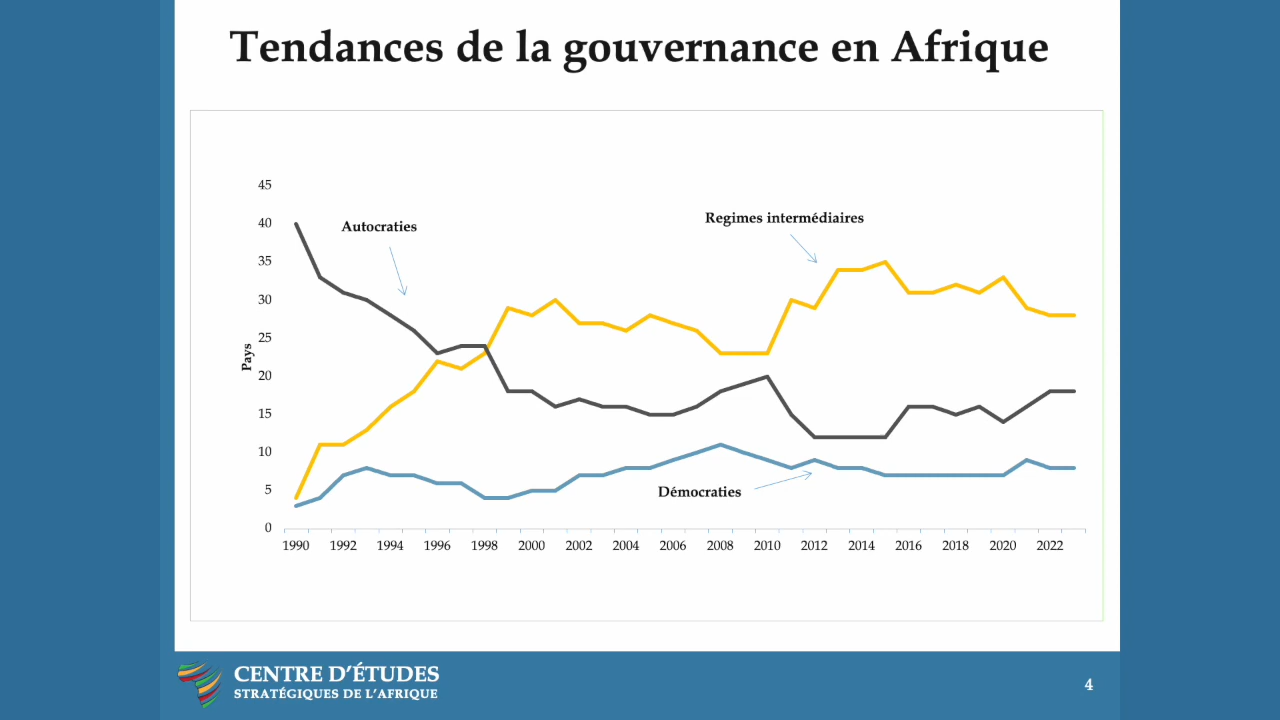 Tendances de la gouvernance en Afrique
45
40
35
30
25
20
15
10
5
0
Pays
Autocraties
Regimes intermédiaires
Démocraties
1990 1992 1994 1996 1998 2000 2002 2004 2006 2008 2010 2012 2014 2016 2018 2020 2022
CENTRE D'ÉTUDES
STRATÉGIQUES DE L'AFRIQUE
4